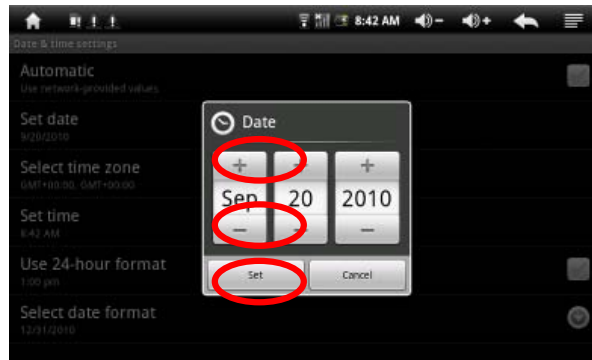 8:42 AM
Date & time settings
Automatic
Use network-provided values
Set date
9/20/2010
Select time zone
GMT+00:00, GMT+00:00
Set time
8:42 AM
Use 24-hour format
1:00 pm
Select date format
12/31/2010
Date
+ + +
Sep 20 2010
− − −
Set Cancel